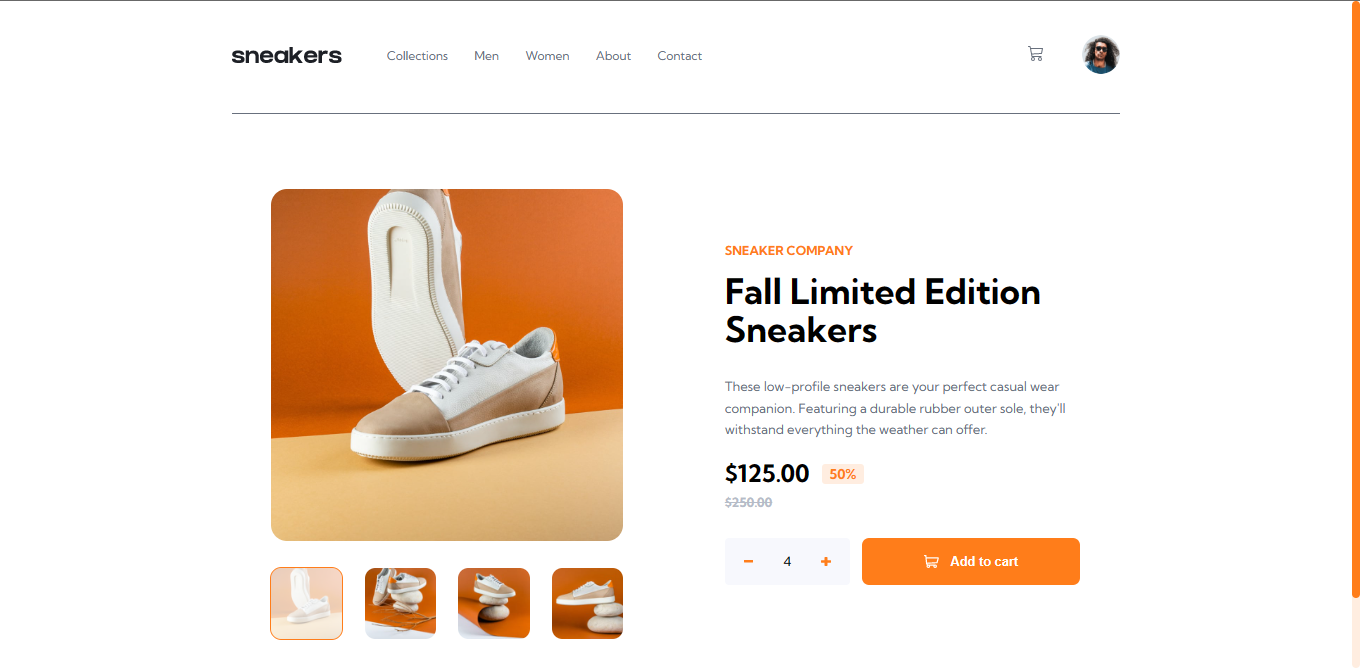 sneakers
Collections Men Women About Contact
SNEAKER COMPANY
Fall Limited Edition
Sneakers
These low-profile sneakers are your perfect casual wear
companion. Featuring a durable rubber outer sole, they'll
withstand everything the weather can offer.
$125.00 50%
$250.00
− 4 + Add to cart